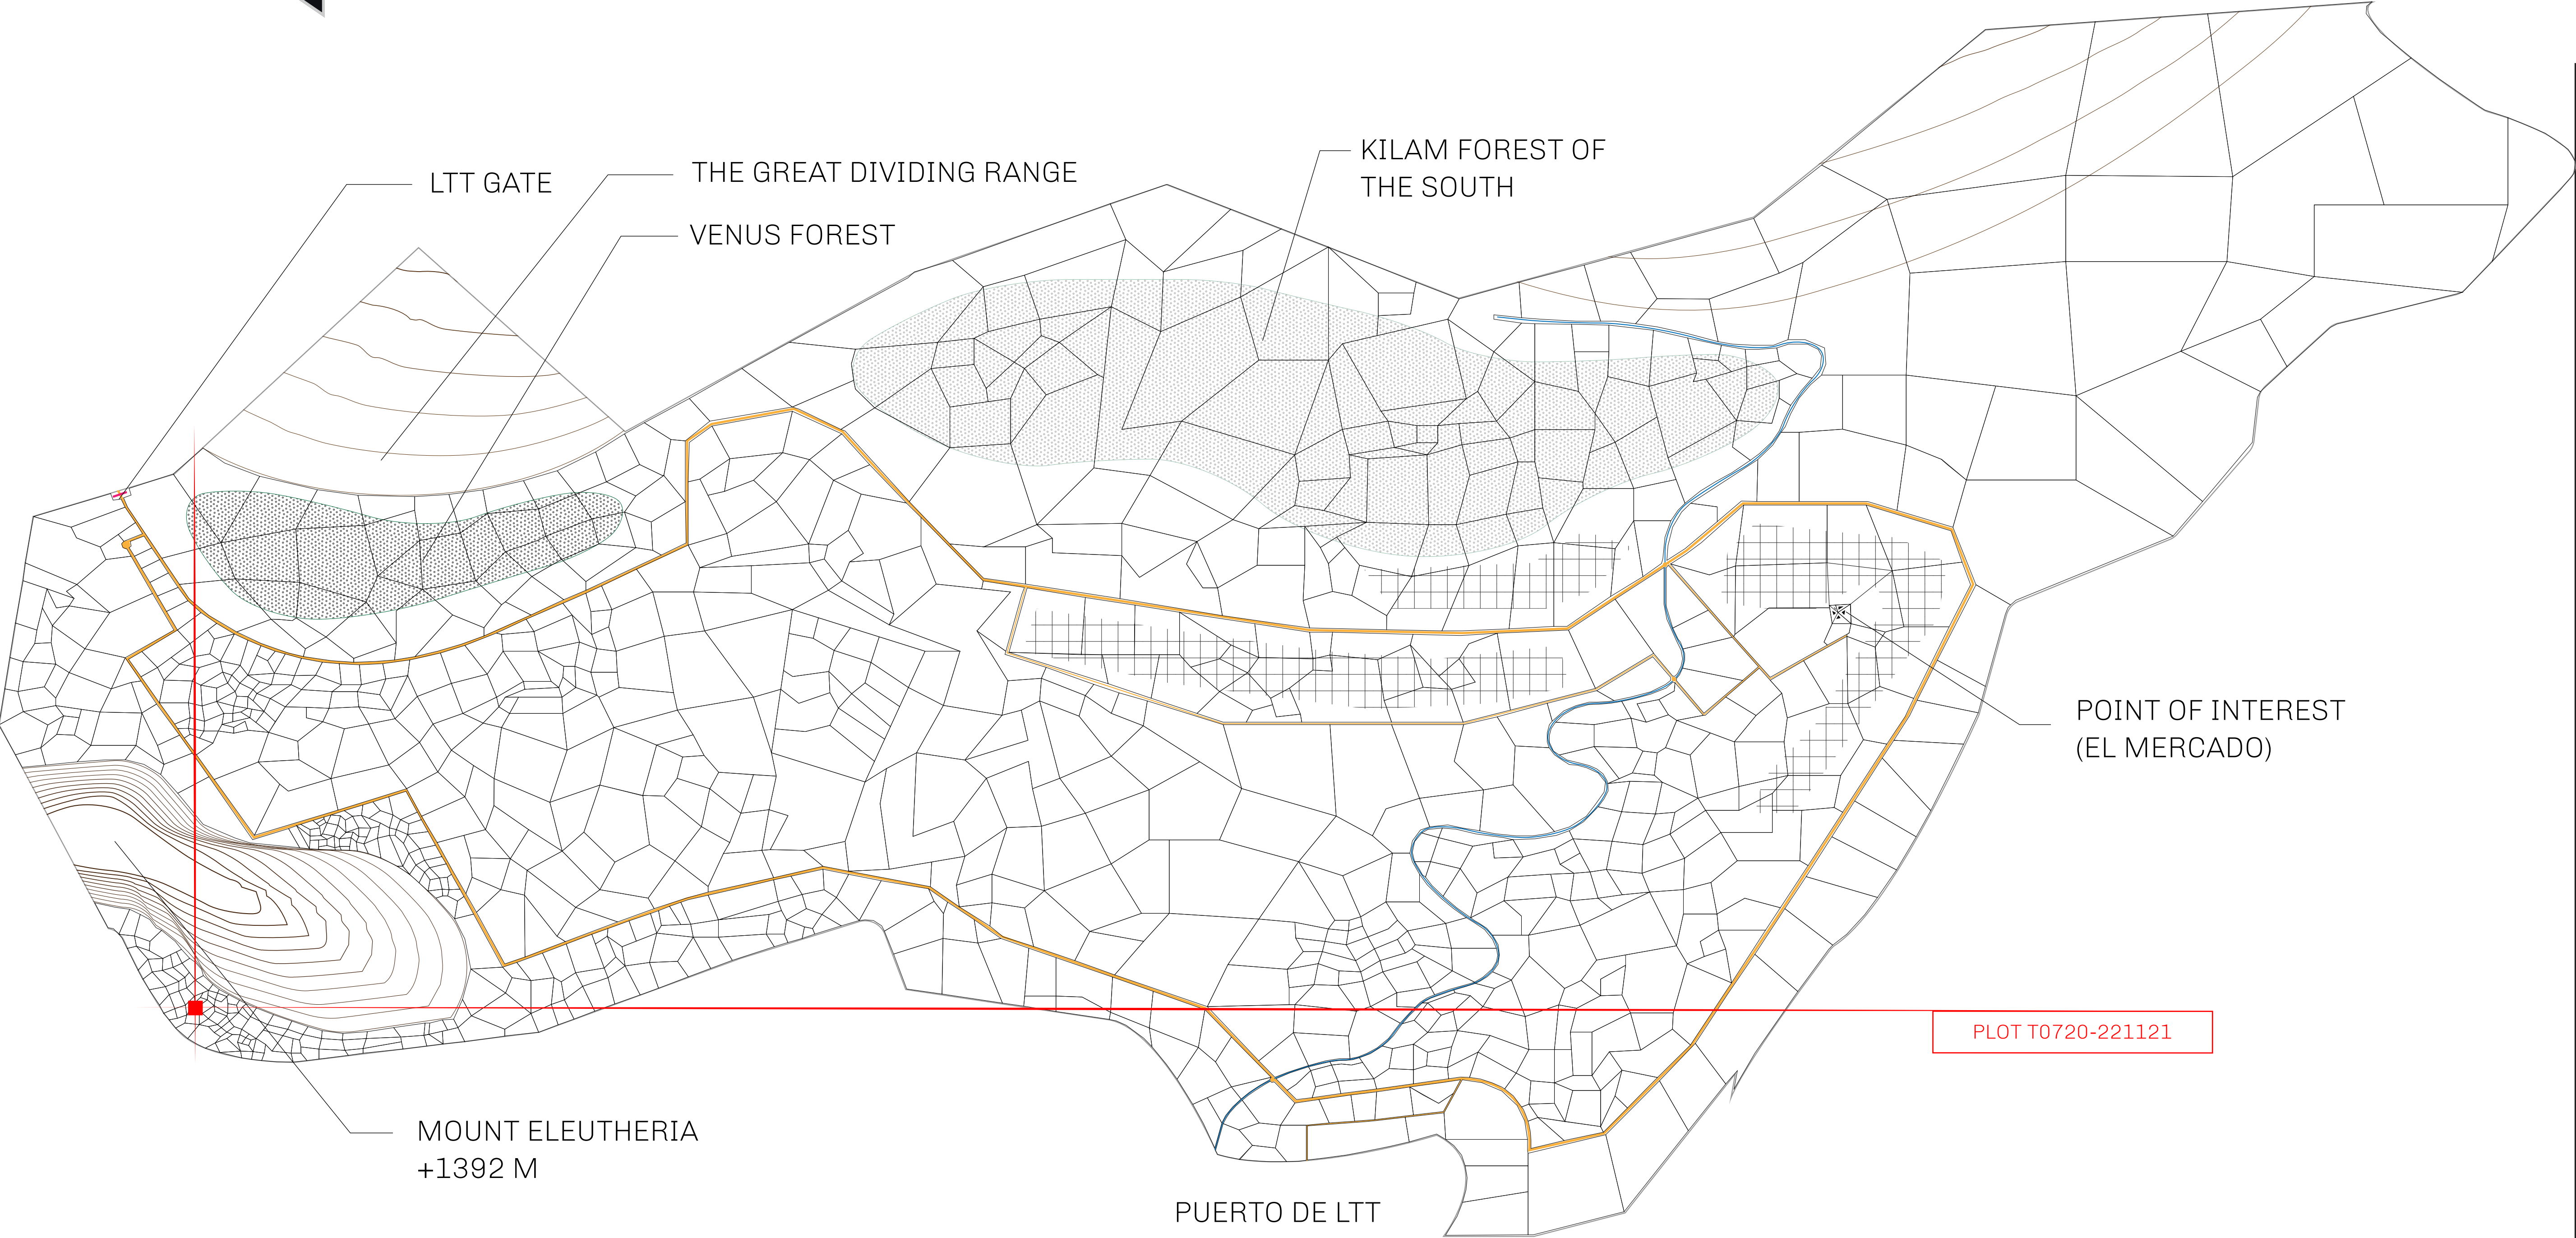 KILAM FOREST OF
THE SOUTH
THE GREAT DIVIDING RANGE
LTT GATE
VENUS FOREST
POINT OF INTEREST
(EL MERCADO)
PLOT T0720-221121
MOUNT ELEUTHERIA
+1392 M
PUERTO DE LTT